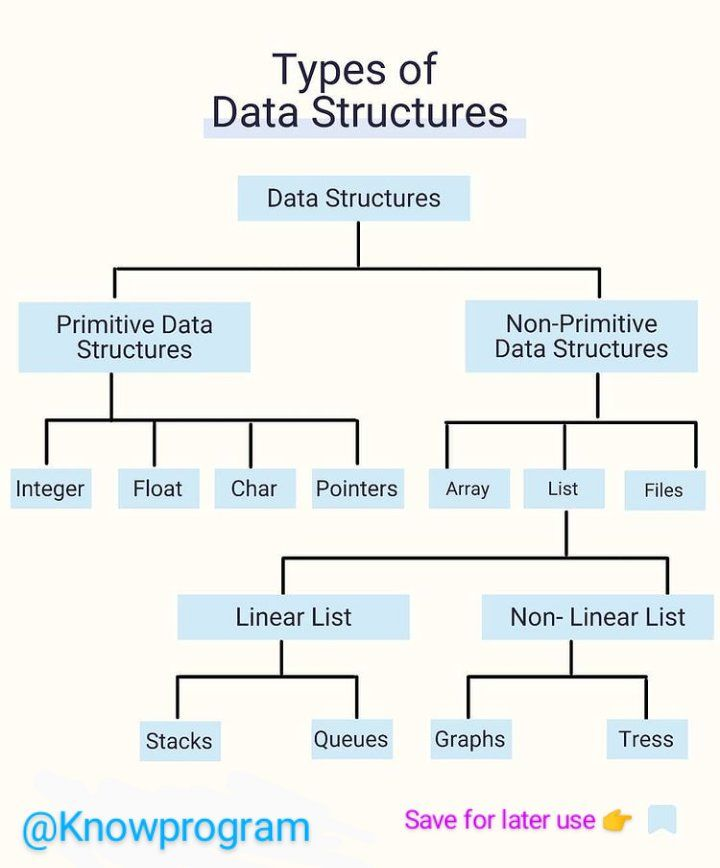 Types of
Data Structures
Data Structures
Primitive Data
Structures
Non-Primitive
Data Structures
Integer
Float
Char
Pointers
Array
List
Files
Linear List
Non- Linear List
Stacks
Queues
Graphs
Tress
@Knowprogram
Save for later use 👉